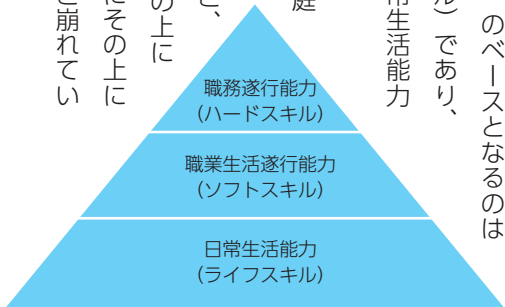 のベースとなるのは
ル）であり、
常生活能力
庭
と、
の上に
にその上に
と崩れてい
職務遂行能力
（ハードスキル）
職業生活遂行能力
（ソフトスキル）
日常生活能力
（ライフスキル）